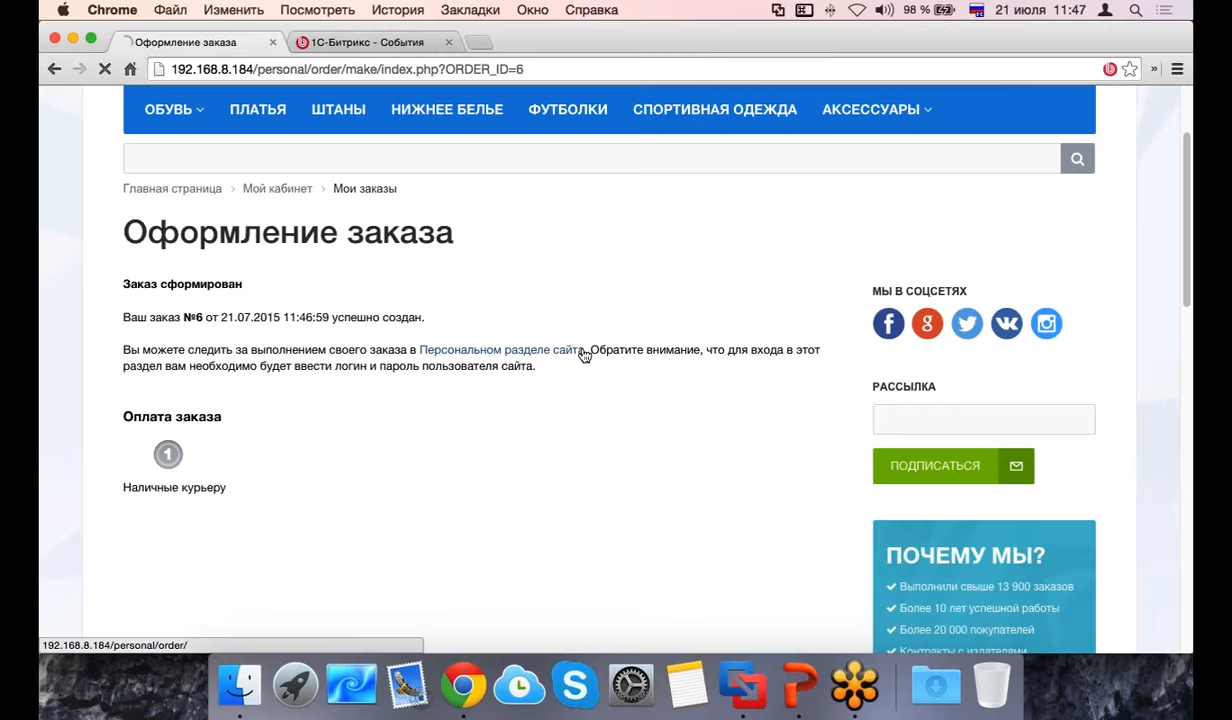 Chrome Файл Изменить Посмотреть История Закладки Окно Справка 98 % 21 июля 11:47
Оформление заказа × 1С-Битрикс - События ×
192.168.8.184/personal/order/make/index.php?ORDER_ID=6
ОБУВЬ ПЛАТЬЯ ШТАНЫ НИЖНЕЕ БЕЛЬЕ ФУТБОЛКИ СПОРТИВНАЯ ОДЕЖДА АКСЕССУАРЫ
Главная страница > Мой кабинет > Мои заказы
Оформление заказа
Заказ сформирован
Ваш заказ №6 от 21.07.2015 11:46:59 успешно создан.
Вы можете следить за выполнением своего заказа в Персональном разделе сайта. Обратите внимание, что для входа в этот
раздел вам необходимо будет ввести логин и пароль пользователя сайта.
Оплата заказа
1
Наличные курьеру
МЫ В СОЦСЕТЯХ
РАССЫЛКА
ПОДПИСАТЬСЯ
ПОЧЕМУ МЫ?
Выполнили свыше 13 900 заказов
Более 10 лет успешной работы
Более 20 000 покупателей
Контракты с издателями
192.168.8.184/personal/order/